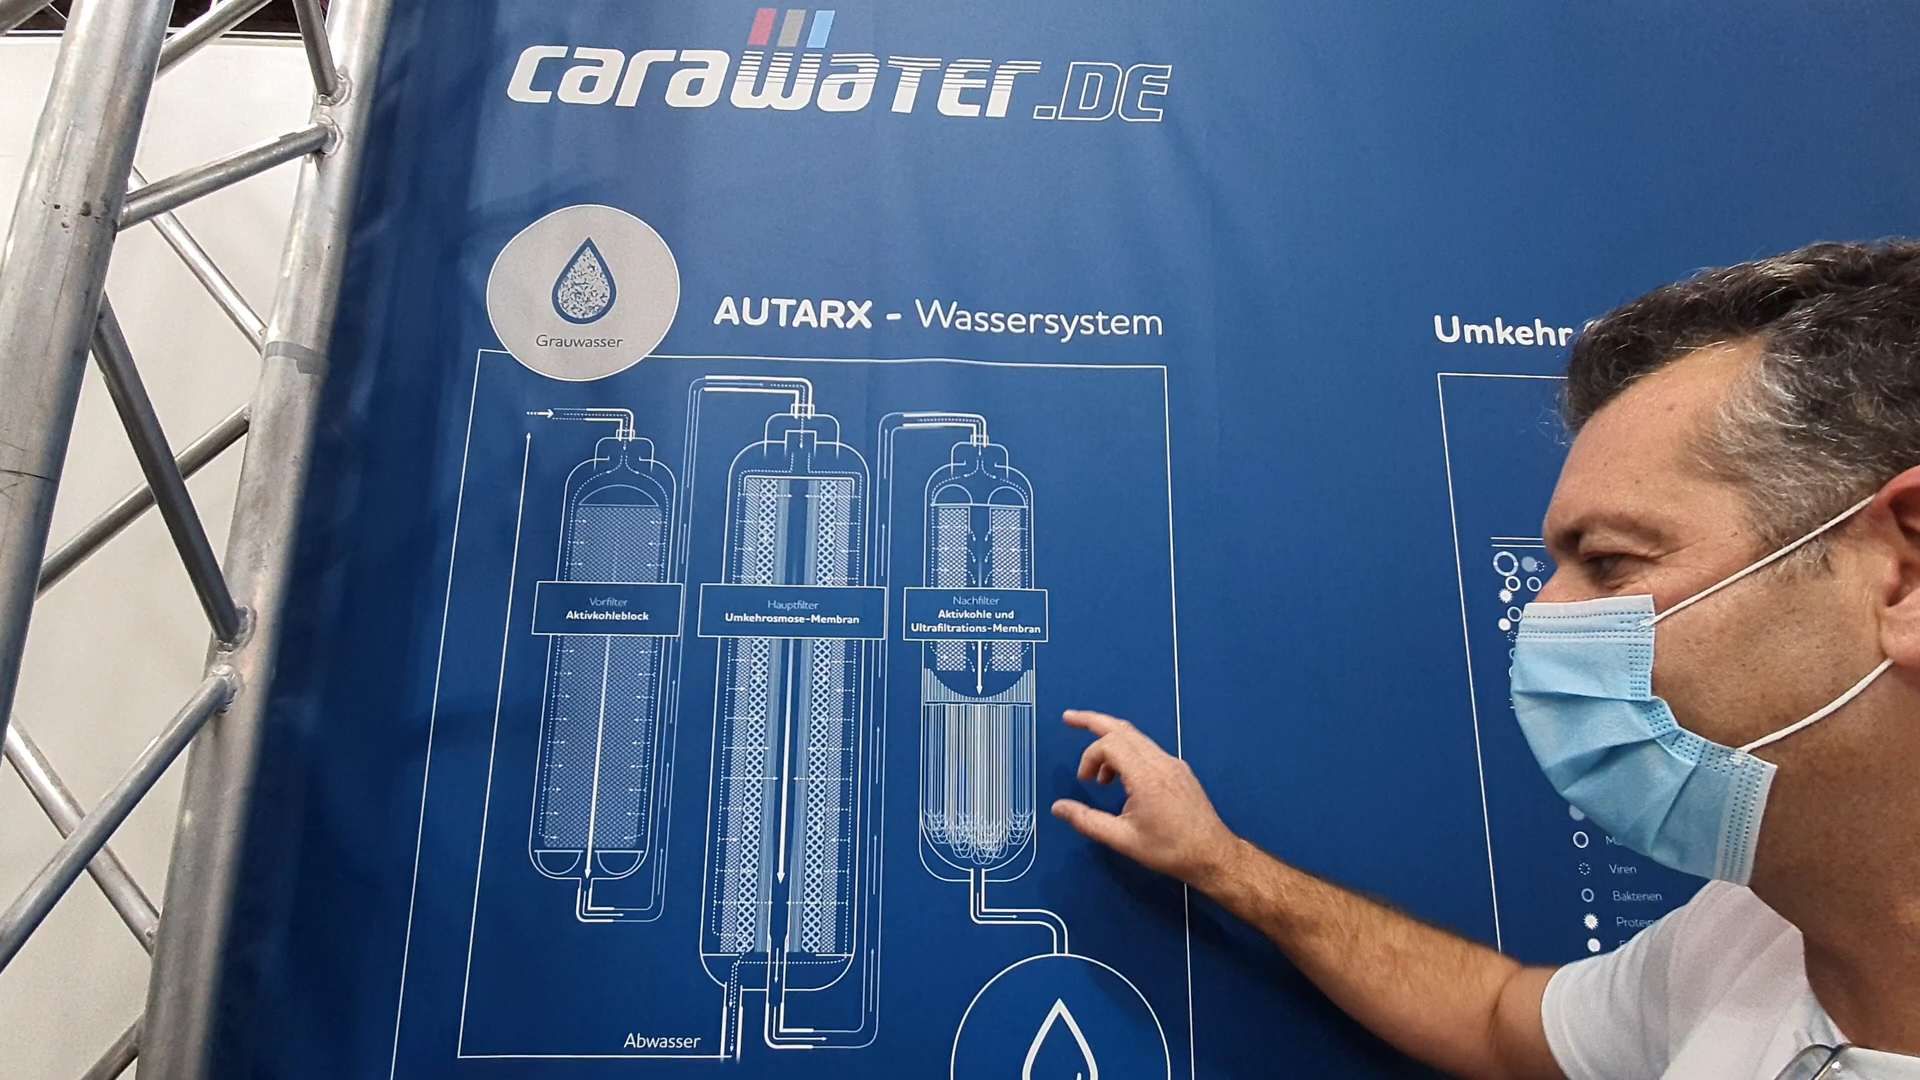 carawater.DE
Grauwasser
AUTARX - Wassersystem
Vorfilter
Aktivkohleblock
Hauptfilter
Umkehrosmose-Membran
Nachfilter
Aktivkohle und
Ultrafiltrations-Membran
Abwasser
Umkehr
Viren
Bakterien